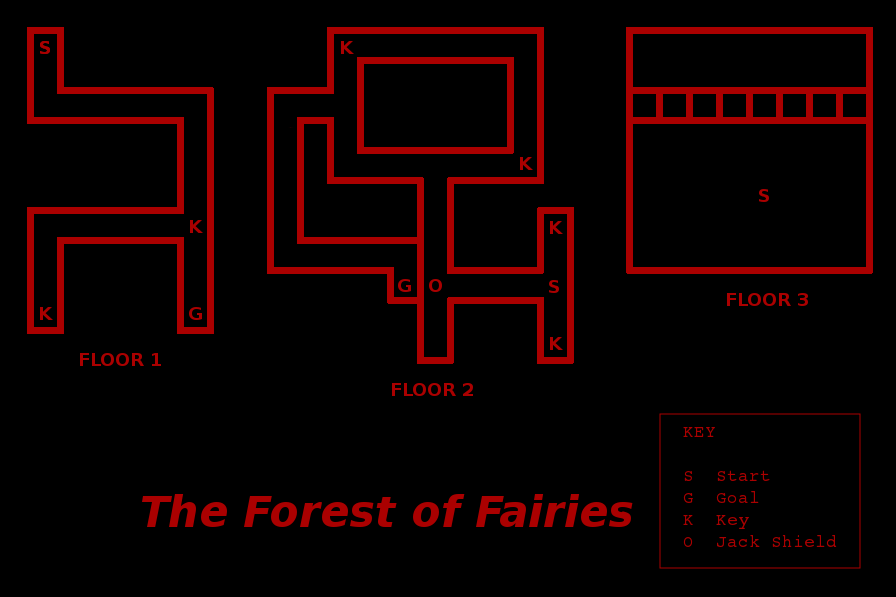 S
K
K
G
FLOOR 1
K
K
K
G
O
S
K
FLOOR 2
S
FLOOR 3
The Forest of Fairies
KEY
S Start
G Goal
K Key
O Jack Shield